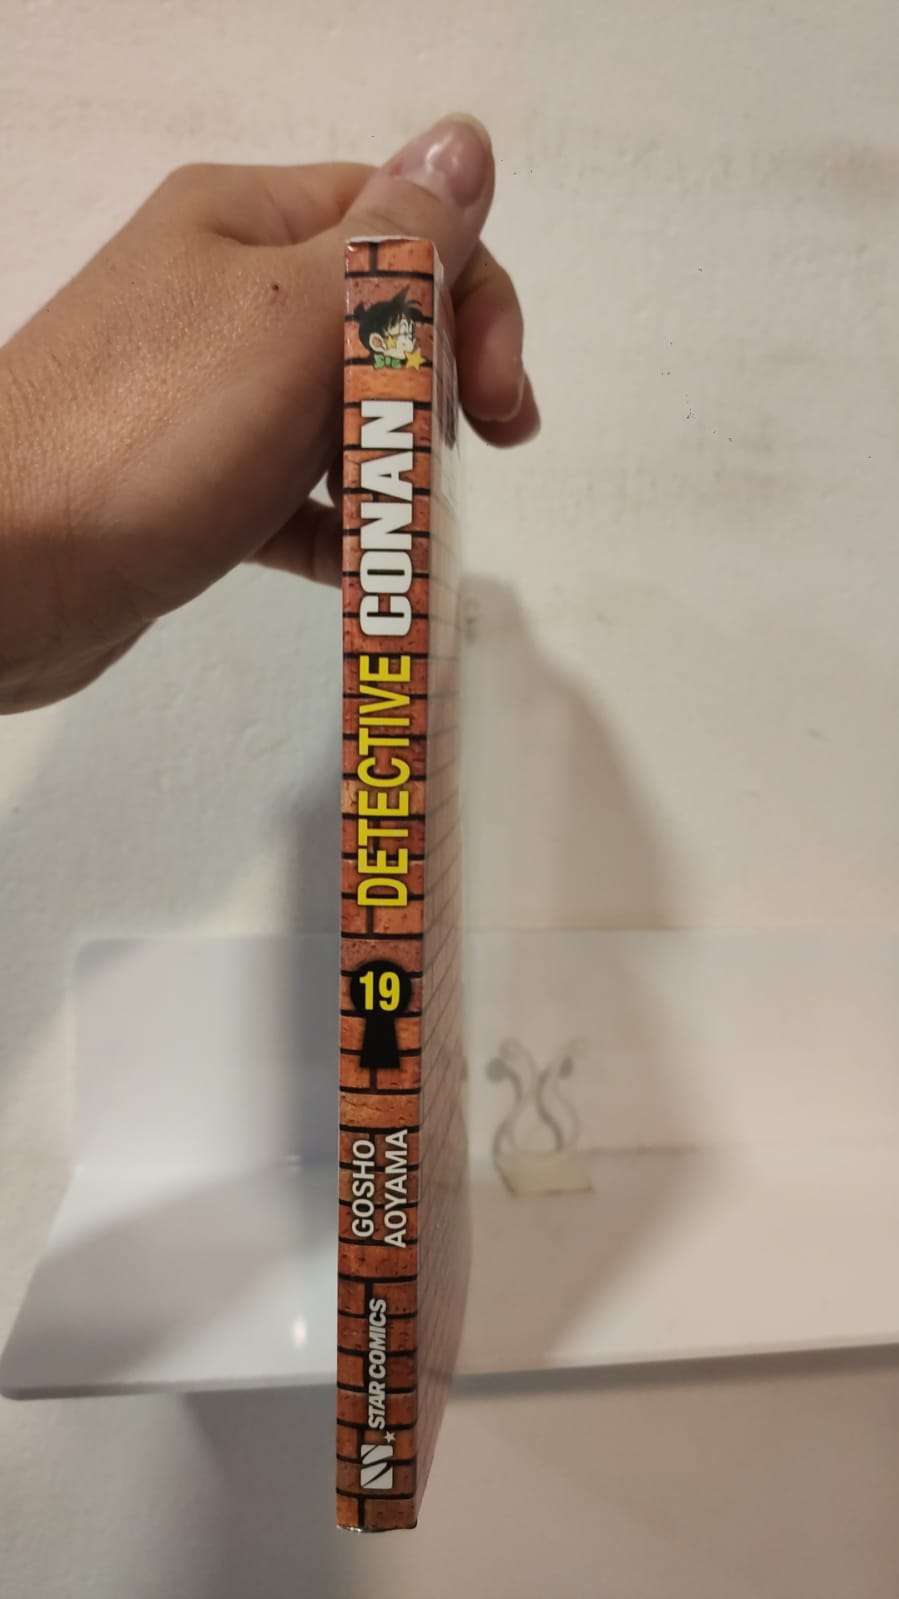 DETECTIVE CONAN
19
GOSHO
AOYAMA
STAR COMICS